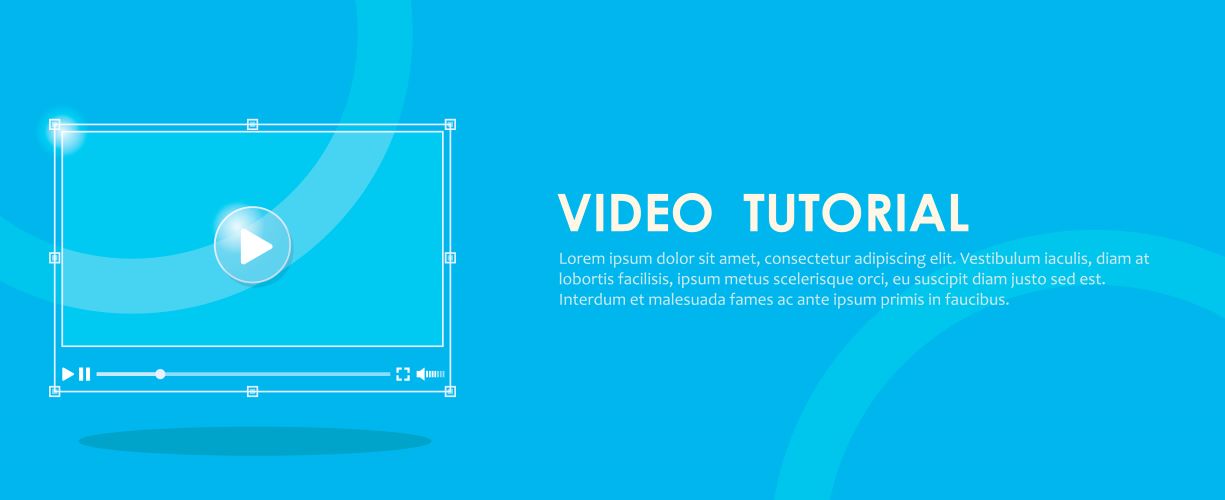 VIDEO TUTORIAL
Lorem ipsum dolor sit amet, consectetur adipiscing elit. Vestibulum iaculis, diam at
lobortis facilisis, ipsum metus scelerisque orci, eu suscipit diam justo sed est.
Interdum et malesuada fames ac ante ipsum primis in faucibus.